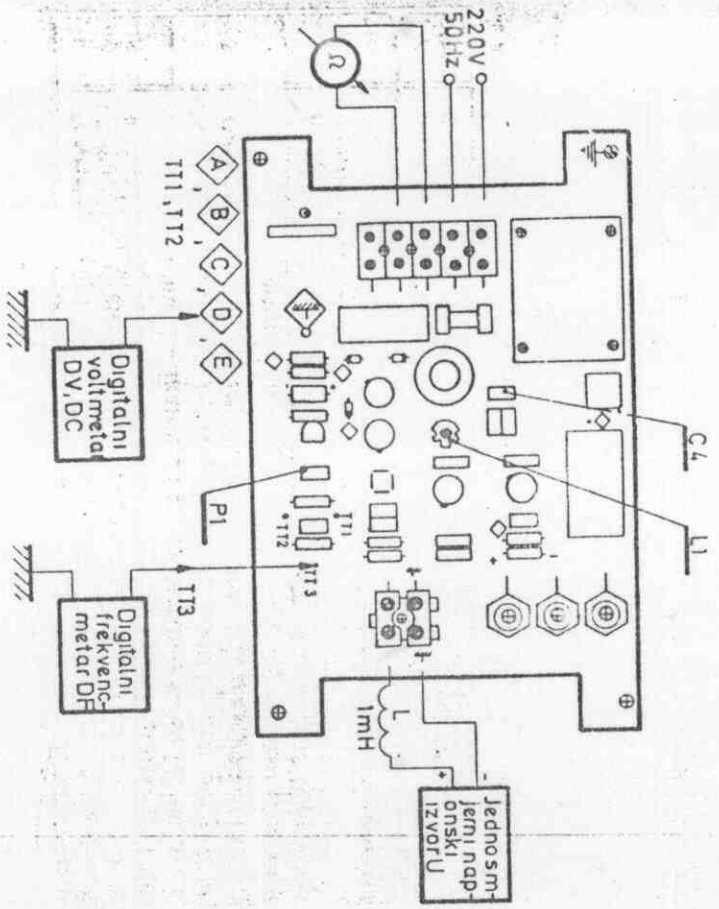 220V
50Hz
Ω
A, B, C, D, E
TT1, TT2
Digitalni
voltmetar
DV, DC
C4
L1
P1
TT1
TT2
TT3
+
-
TT3
Digitalni
frekvenc-
metar DF
L
1mH
+
-
Jednosm-
jerni nap-
onski
izvor U